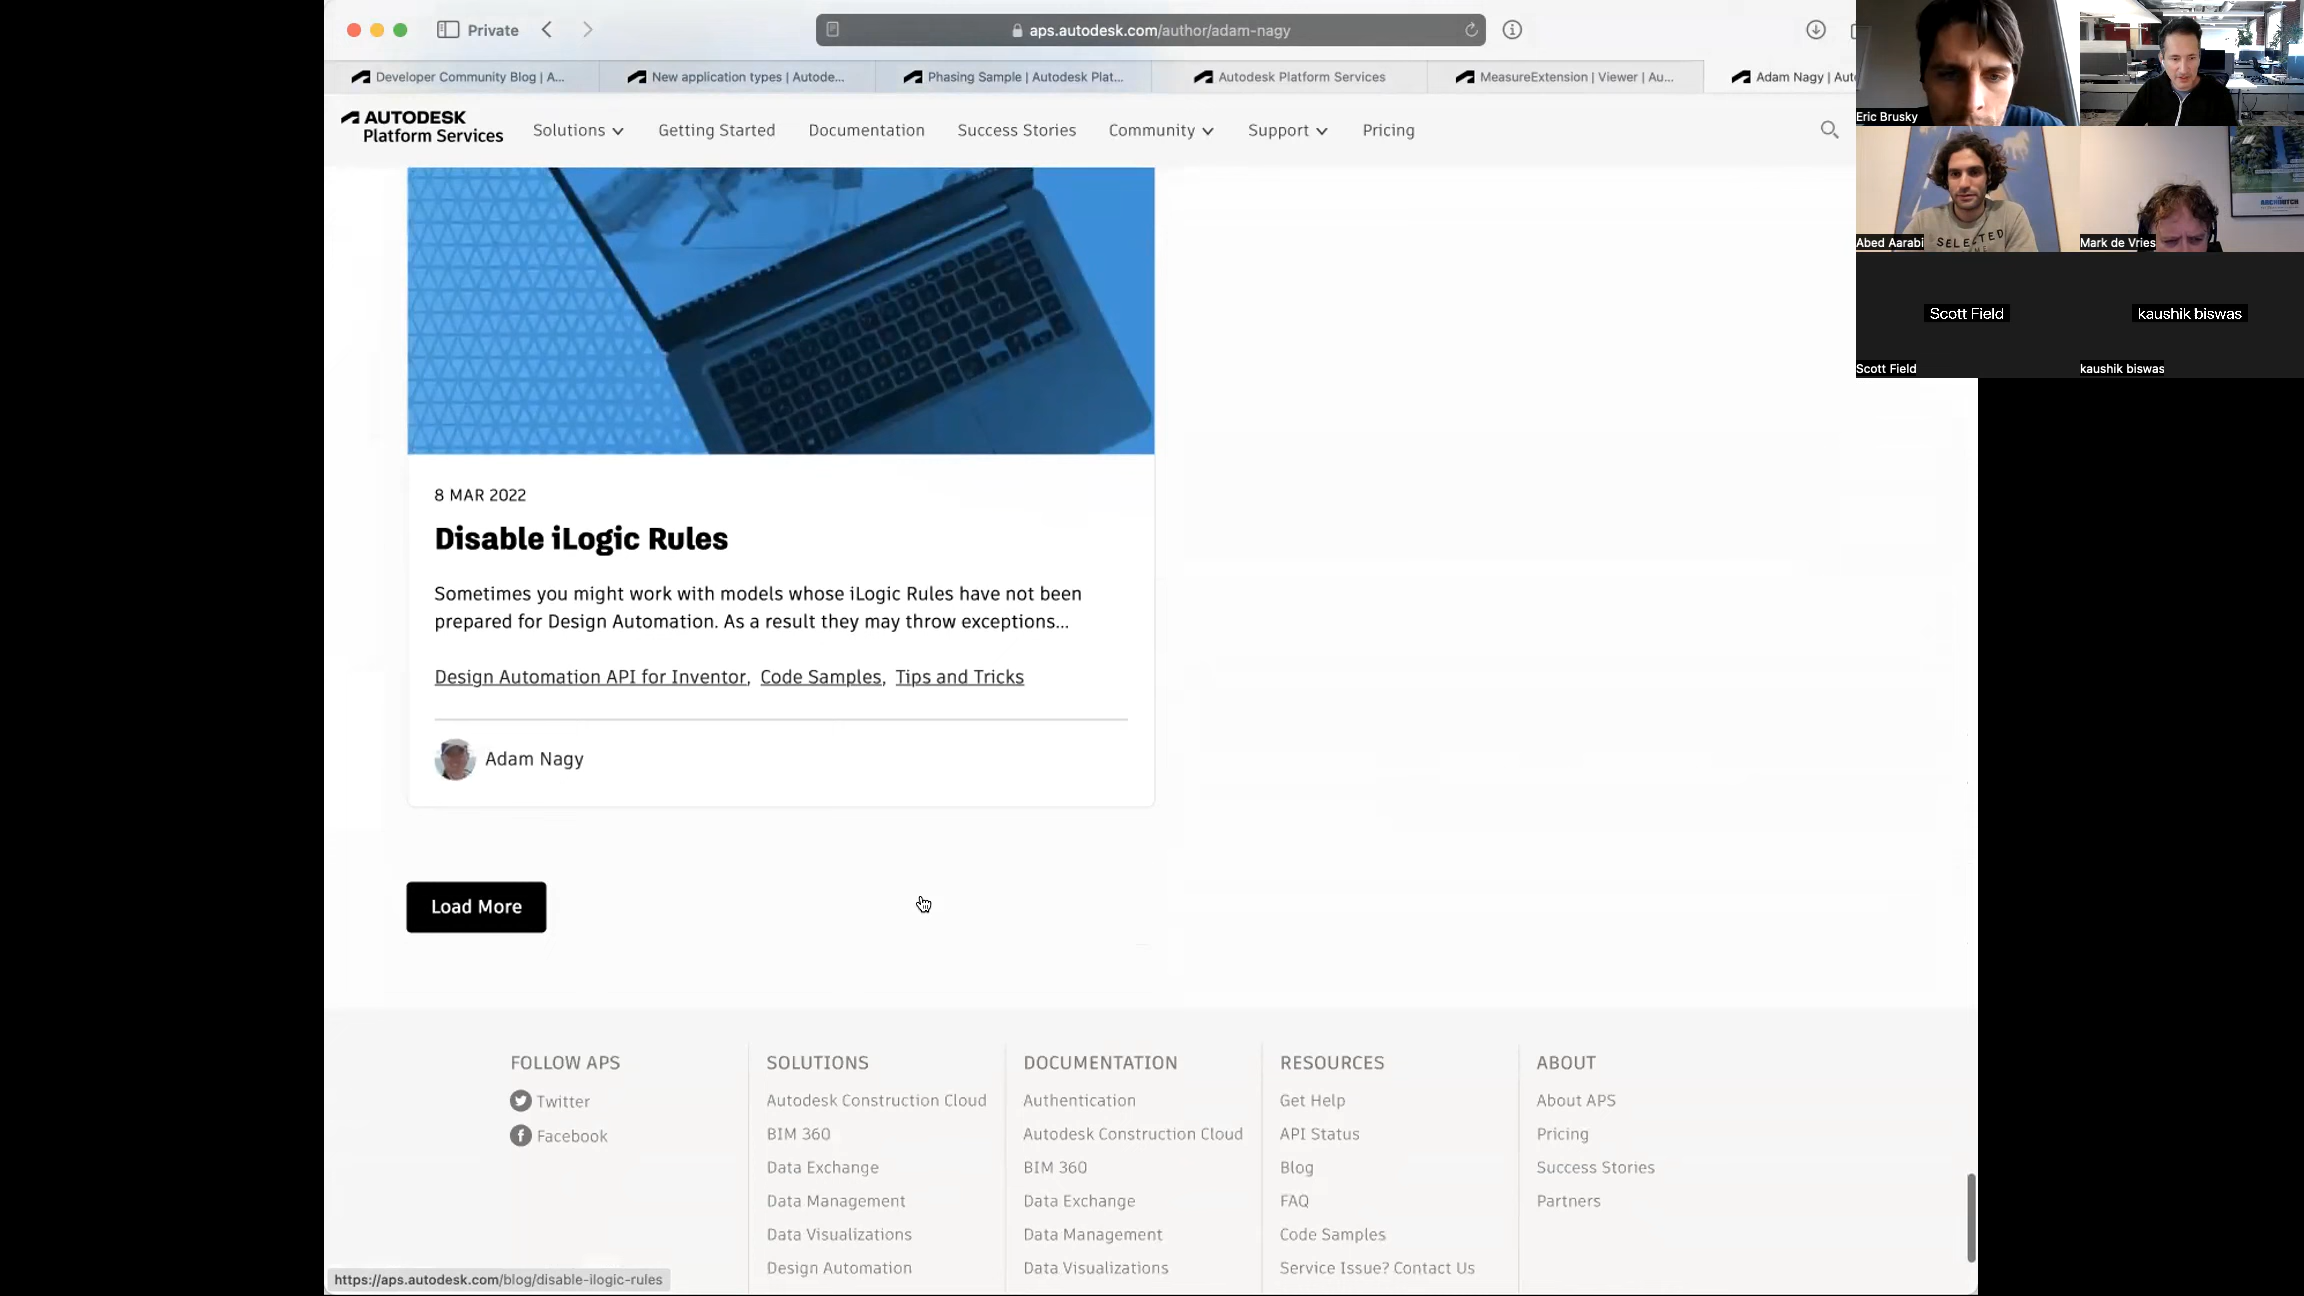 Private
aps.autodesk.com/author/adam-nagy
Developer Community Blog | A...
New application types | Autode...
Phasing Sample | Autodesk Plat...
Autodesk Platform Services
MeasureExtension | Viewer | Au...
Adam Nagy | Aut
AUTODESK
Platform Services
Solutions
Getting Started
Documentation
Success Stories
Community
Support
Pricing
Eric Brusky
SELECTED
Abed Aarabi
Mark de Vries
Scott Field
kaushik biswas
Scott Field
kaushik biswas
8 MAR 2022
Disable iLogic Rules
Sometimes you might work with models whose iLogic Rules have not been
prepared for Design Automation. As a result they may throw exceptions...
Design Automation API for Inventor, Code Samples, Tips and Tricks
Adam Nagy
Load More
FOLLOW APS
Twitter
Facebook
SOLUTIONS
Autodesk Construction Cloud
BIM 360
Data Exchange
Data Management
Data Visualizations
Design Automation
DOCUMENTATION
Authentication
Autodesk Construction Cloud
BIM 360
Data Exchange
Data Management
Data Visualizations
RESOURCES
Get Help
API Status
Blog
FAQ
Code Samples
Service Issue? Contact Us
ABOUT
About APS
Pricing
Success Stories
Partners
https://aps.autodesk.com/blog/disable-ilogic-rules